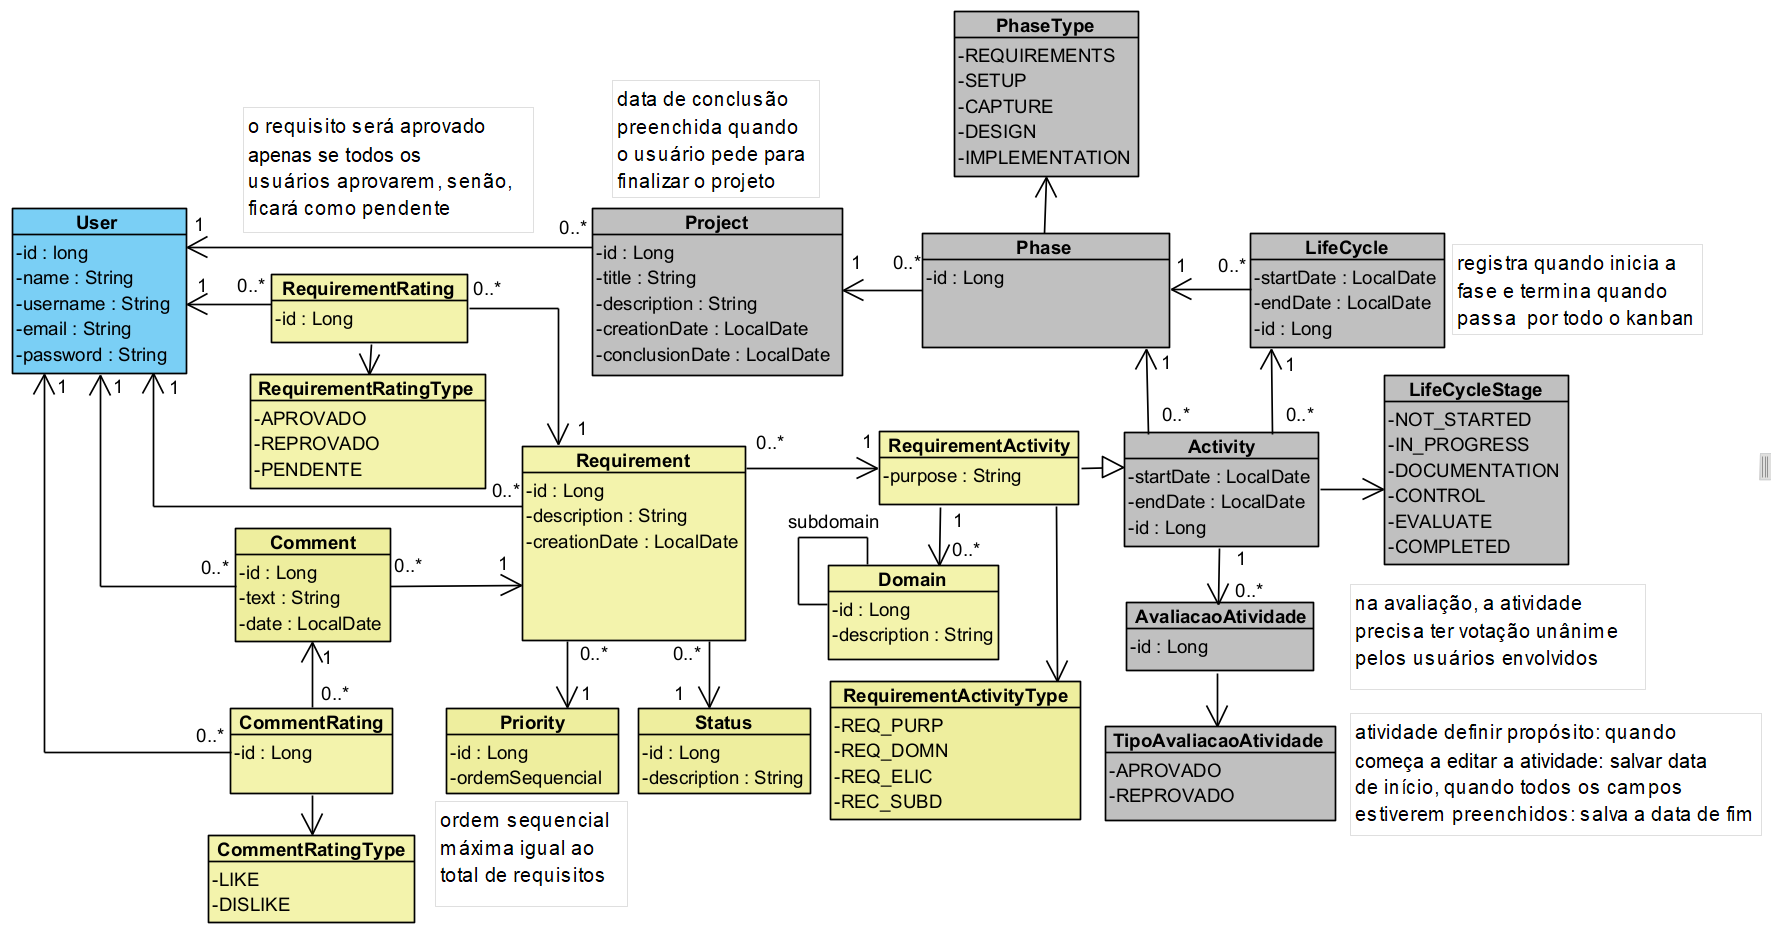 PhaseType
-REQUIREMENTS
-SETUP
-CAPTURE
-DESIGN
-IMPLEMENTATION
data de conclusão
preenchida quando
o usuário pede para
finalizar o projeto
o requisito será aprovado
apenas se todos os
usuários aprovarem, senão,
ficará como pendente
User
-id : long
-name : String
-username : String
-email : String
-password : String
1
0..*
Project
-id : Long
-title : String
-description : String
-creationDate : LocalDate
-conclusionDate : LocalDate
1
0..*
Phase
-id : Long
1
0..*
LifeCycle
-startDate : LocalDate
-endDate : LocalDate
-id : Long
registra quando inicia a
fase e termina quando
passa por todo o kanban
1
0..*
RequirementRating
-id : Long
0..*
1
RequirementRatingType
-APROVADO
-REPROVADO
-PENDENTE
1
1
1
1
0..*
1
0..*
LifeCycleStage
-NOT_STARTED
-IN_PROGRESS
-DOCUMENTATION
-CONTROL
-EVALUATE
-COMPLETED
Requirement
-id : Long
-description : String
-creationDate : LocalDate
0..*
0..*
1
RequirementActivity
-purpose : String
Activity
-startDate : LocalDate
-endDate : LocalDate
-id : Long
subdomain
1
0..*
Domain
-id : Long
-description : String
1
0..*
AvaliacaoAtividade
-id : Long
na avaliação, a atividade
precisa ter votação unânime
pelos usuários envolvidos
Comment
-id : Long
-text : String
-date : LocalDate
0..*
0..*
1
1
0..*
0..*
1
0..*
1
CommentRating
-id : Long
0..*
Priority
-id : Long
-ordemSequencial
Status
-id : Long
-description : String
RequirementActivityType
-REQ_PURP
-REQ_DOMN
-REQ_ELIC
-REC_SUBD
TipoAvaliacaoAtividade
-APROVADO
-REPROVADO
atividade definir propósito: quando
começa a editar a atividade: salvar data
de início, quando todos os campos
estiverem preenchidos: salva a data de fim
ordem sequencial
máxima igual ao
total de requisitos
CommentRatingType
-LIKE
-DISLIKE